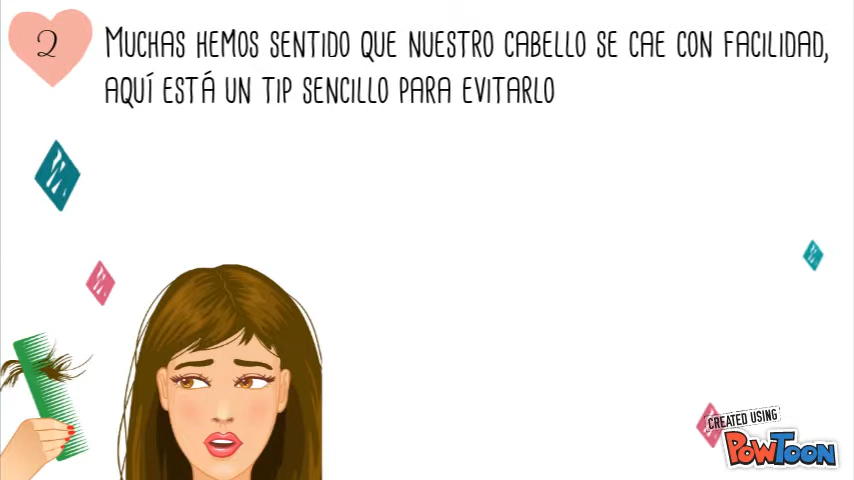 2
MUCHAS HEMOS SENTIDO QUE NUESTRO CABELLO SE CAE CON FACILIDAD,
AQUÍ ESTÁ UN TIP SENCILLO PARA EVITARLO
CREATED USING
POWTOON